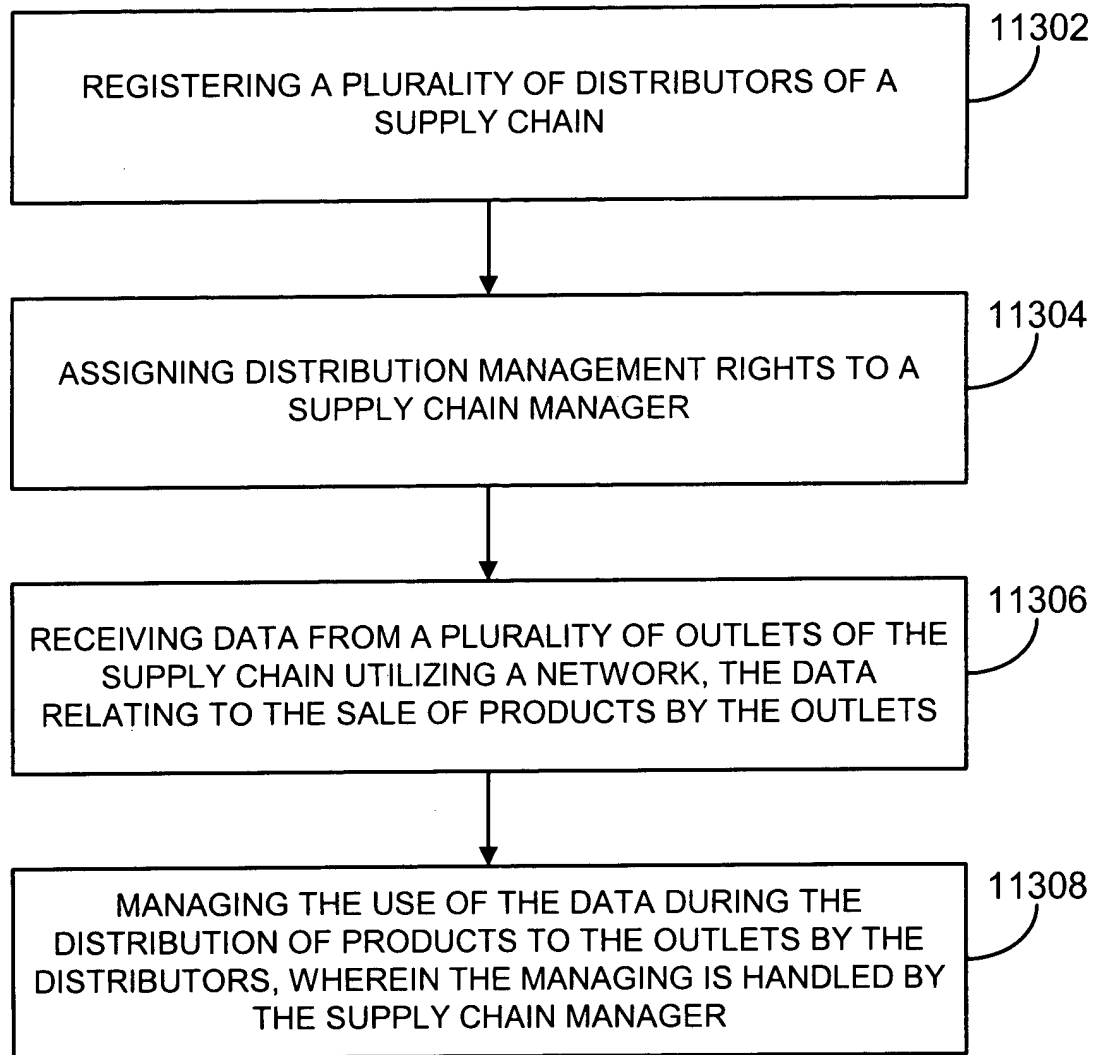 11302
REGISTERING A PLURALITY OF DISTRIBUTORS OF A
SUPPLY CHAIN
11304
ASSIGNING DISTRIBUTION MANAGEMENT RIGHTS TO A
SUPPLY CHAIN MANAGER
11306
RECEIVING DATA FROM A PLURALITY OF OUTLETS OF THE
SUPPLY CHAIN UTILIZING A NETWORK, THE DATA
RELATING TO THE SALE OF PRODUCTS BY THE OUTLETS
11308
MANAGING THE USE OF THE DATA DURING THE
DISTRIBUTION OF PRODUCTS TO THE OUTLETS BY THE
DISTRIBUTORS, WHEREIN THE MANAGING IS HANDLED BY
THE SUPPLY CHAIN MANAGER